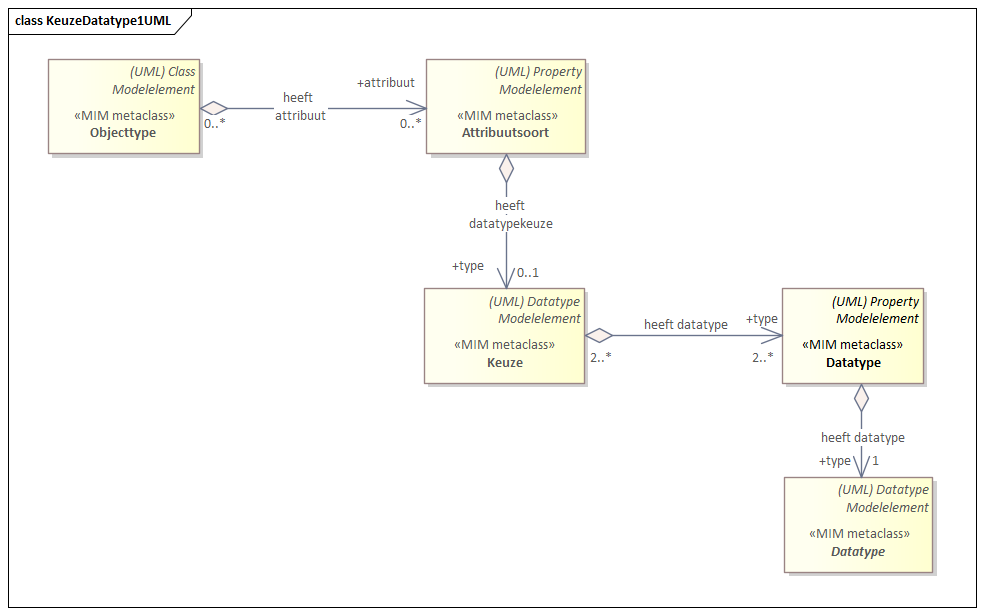 class KeuzeDatatype1UML
(UML) Class
Modelelement
«MIM metaclass»
Objecttype
0..*
heeft
attribuut
+attribuut
0..*
(UML) Property
Modelelement
«MIM metaclass»
Attribuutsoort
heeft
datatypekeuze
+type
0..1
(UML) Datatype
Modelelement
«MIM metaclass»
Keuze
2..*
heeft datatype
+type
2..*
(UML) Property
Modelelement
«MIM metaclass»
Datatype
heeft datatype
+type
1
(UML) Datatype
Modelelement
«MIM metaclass»
Datatype